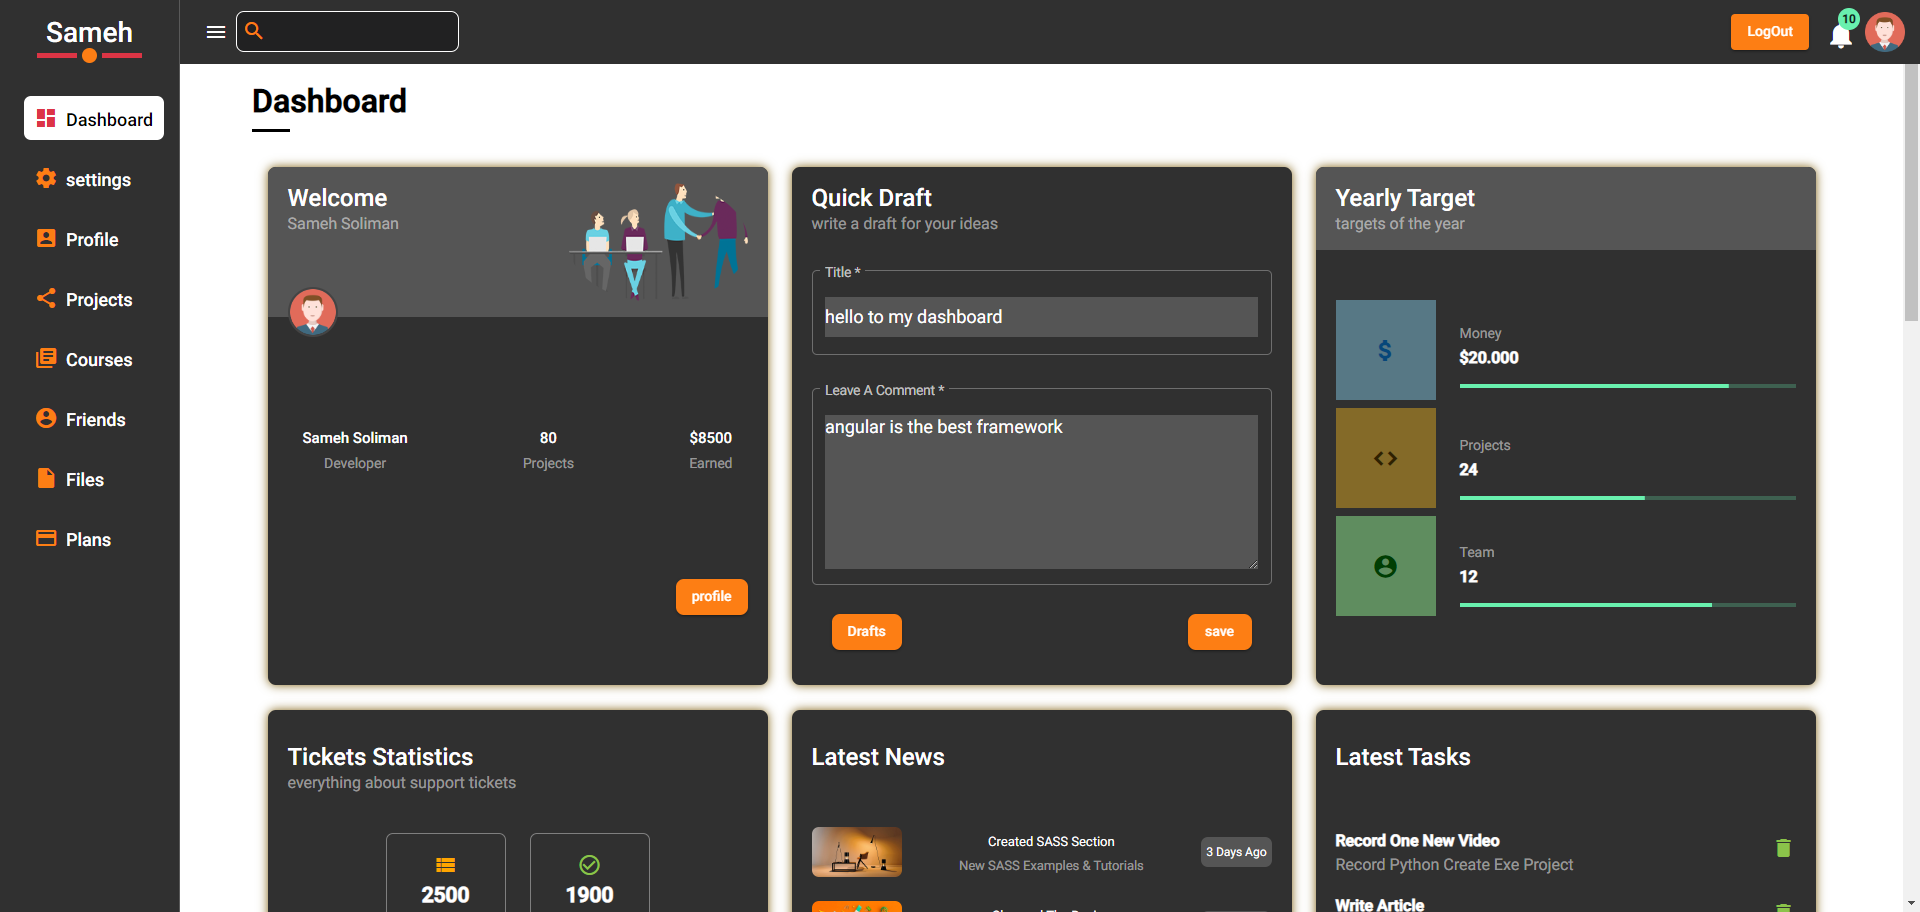 Sameh
LogOut
10
Dashboard
settings
Profile
Projects
Courses
Friends
Files
Plans
Dashboard
Welcome
Sameh Soliman
Sameh Soliman
Developer
80
Projects
$8500
Earned
profile
Quick Draft
write a draft for your ideas
Title *
hello to my dashboard
Leave A Comment *
angular is the best framework
Drafts
save
Yearly Target
targets of the year
Money
$20.000
Projects
24
Team
12
Tickets Statistics
everything about support tickets
2500
1900
Latest News
Created SASS Section
New SASS Examples & Tutorials
3 Days Ago
Latest Tasks
Record One New Video
Record Python Create Exe Project
Write Article